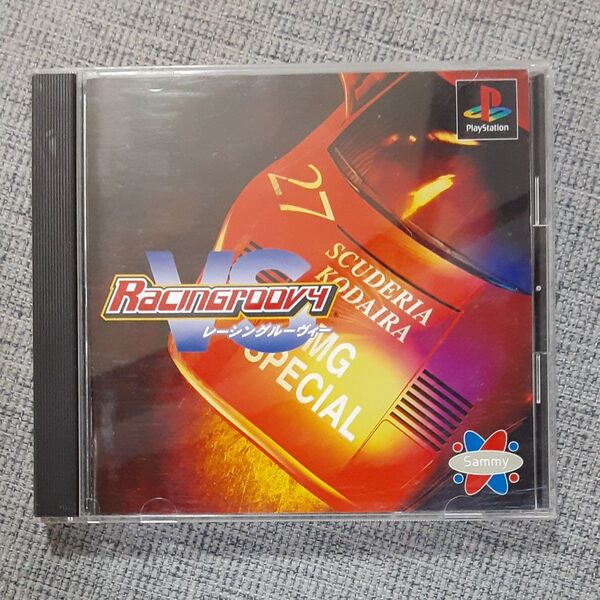 PlayStation
27
SCUDERIA
KODAIRA
VS
RACINGROOVY
レーシングルーヴィー
MG
SPECIAL
Sammy